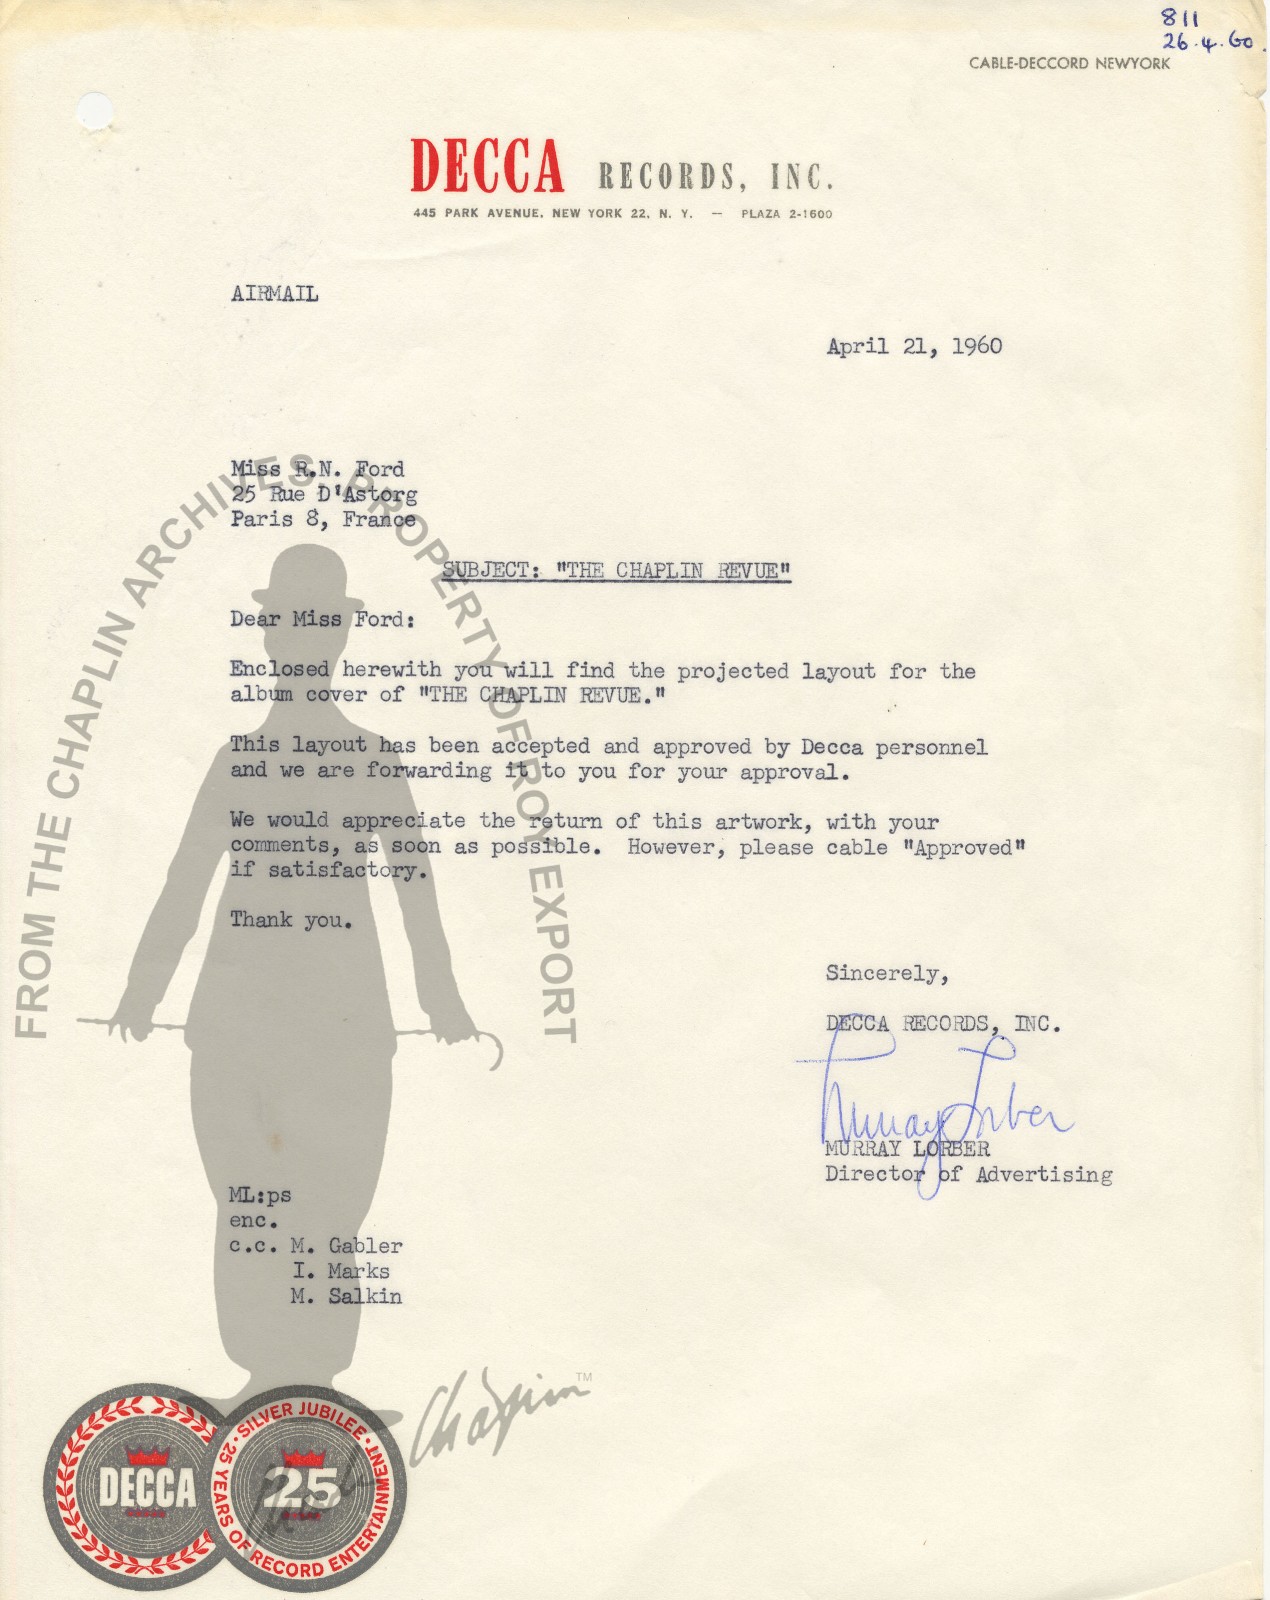 811
26.4.60.
CABLE-DECCORD NEWYORK
DECCA RECORDS, INC.
445 PARK AVENUE, NEW YORK 22, N. Y. — PLAZA 2-1600
AIRMAIL
April 21, 1960
Miss R.N. Ford
25 Rue D'Astorg
Paris 8, France
SUBJECT: "THE CHAPLIN REVUE"
Dear Miss Ford:
Enclosed herewith you will find the projected layout for the
album cover of "THE CHAPLIN REVUE."
This layout has been accepted and approved by Decca personnel
and we are forwarding it to you for your approval.
We would appreciate the return of this artwork, with your
comments, as soon as possible. However, please cable "Approved"
if satisfactory.
Thank you.
Sincerely,
DECCA RECORDS, INC.
Murray Lorber
MURRAY LORBER
Director of Advertising
ML:ps
enc.
c.c. M. Gabler
I. Marks
M. Salkin
FROM THE CHAPLIN ARCHIVES, PROPERTY OF ROY EXPORT
Charles Chaplin TM
DECCA
SILVER JUBILEE
25
25 YEARS OF RECORD ENTERTAINMENT